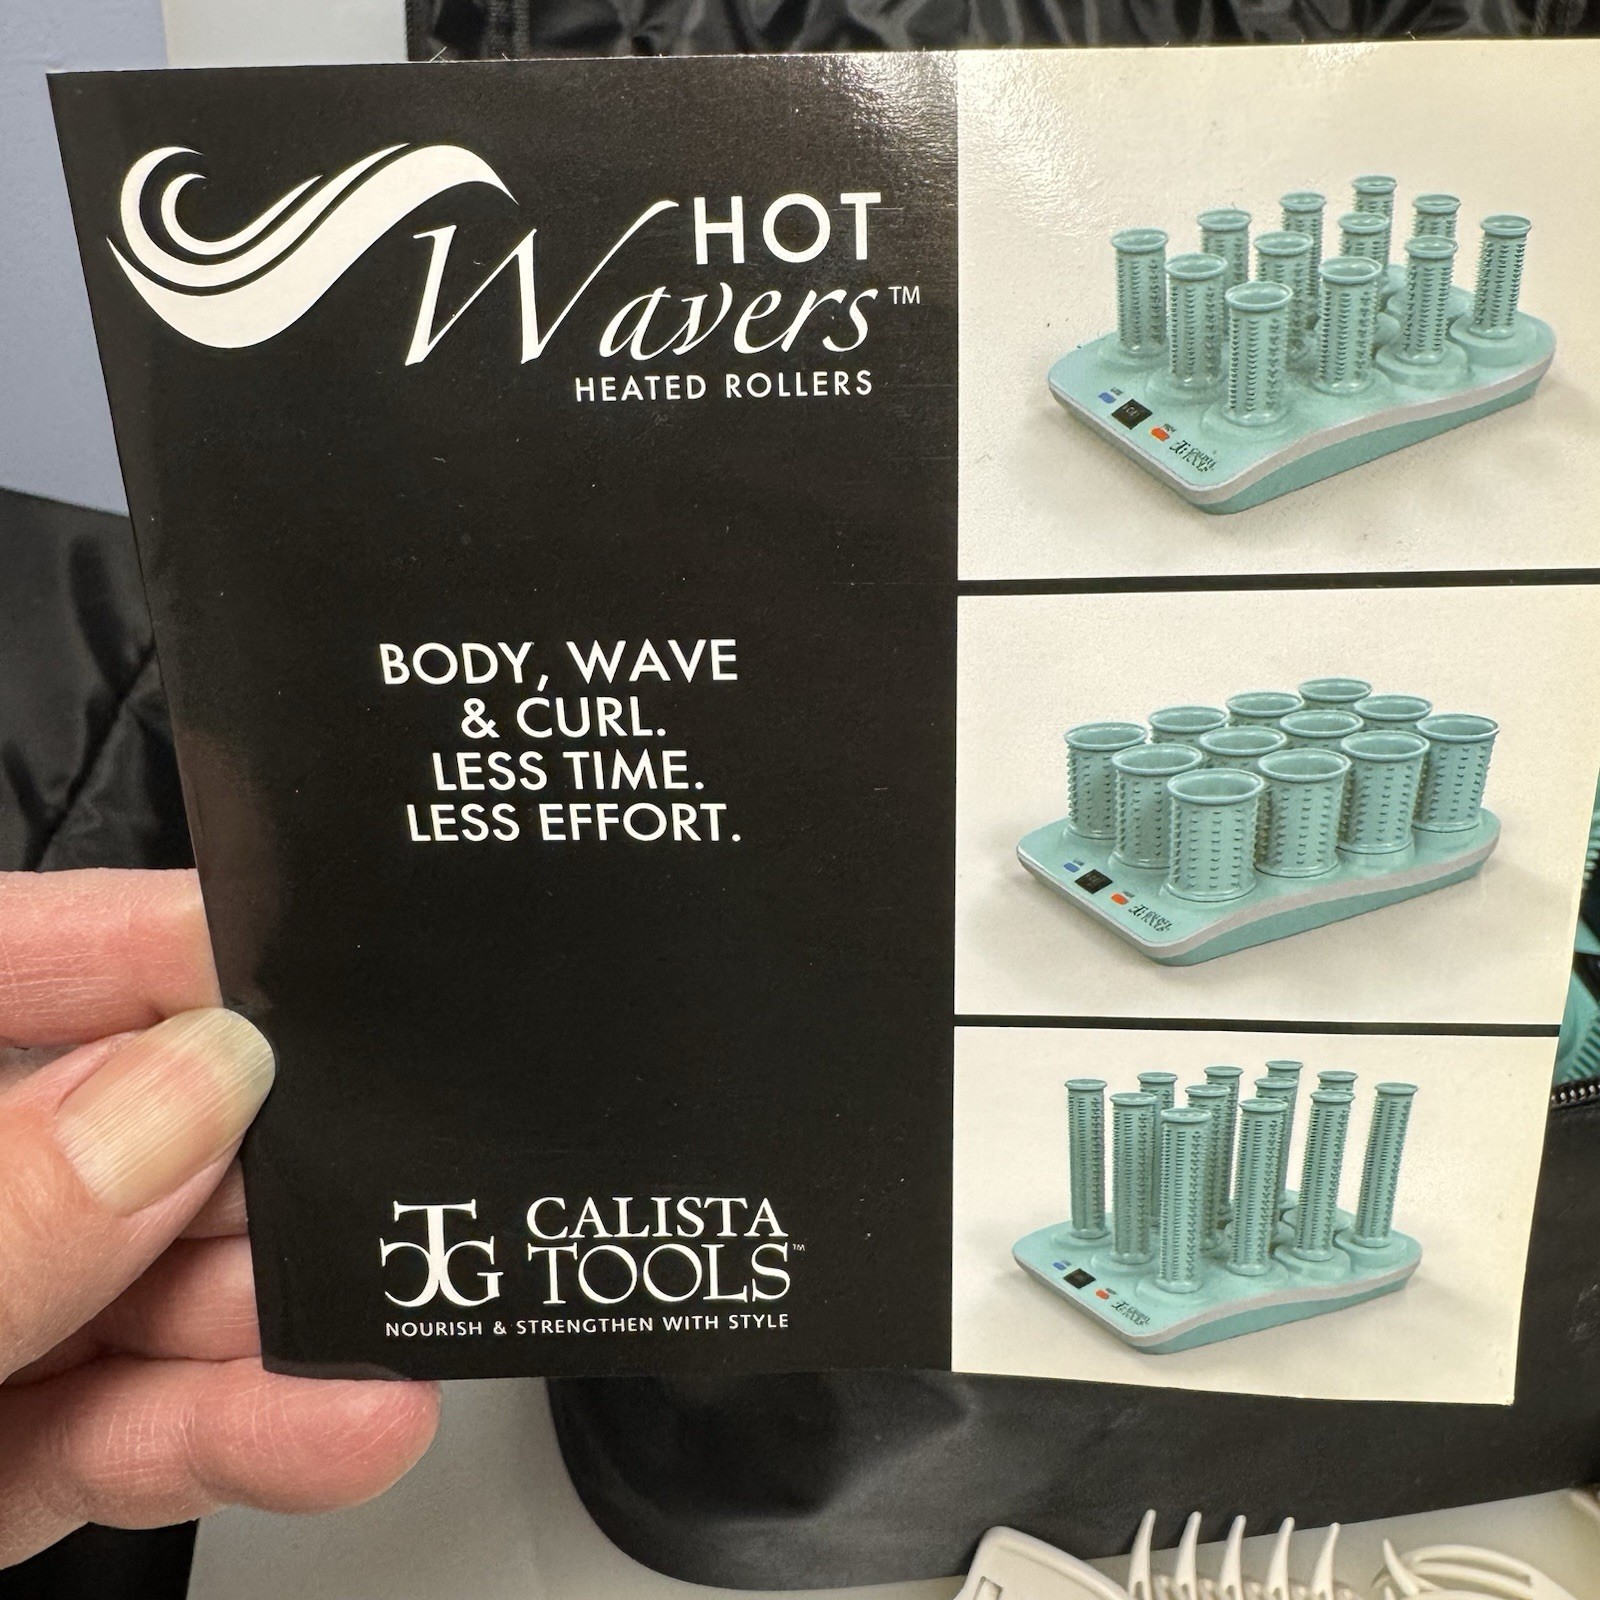 HOT
Wavers™
HEATED ROLLERS
BODY, WAVE
& CURL.
LESS TIME.
LESS EFFORT.
CALISTA
TOOLS™
NOURISH & STRENGTHEN WITH STYLE